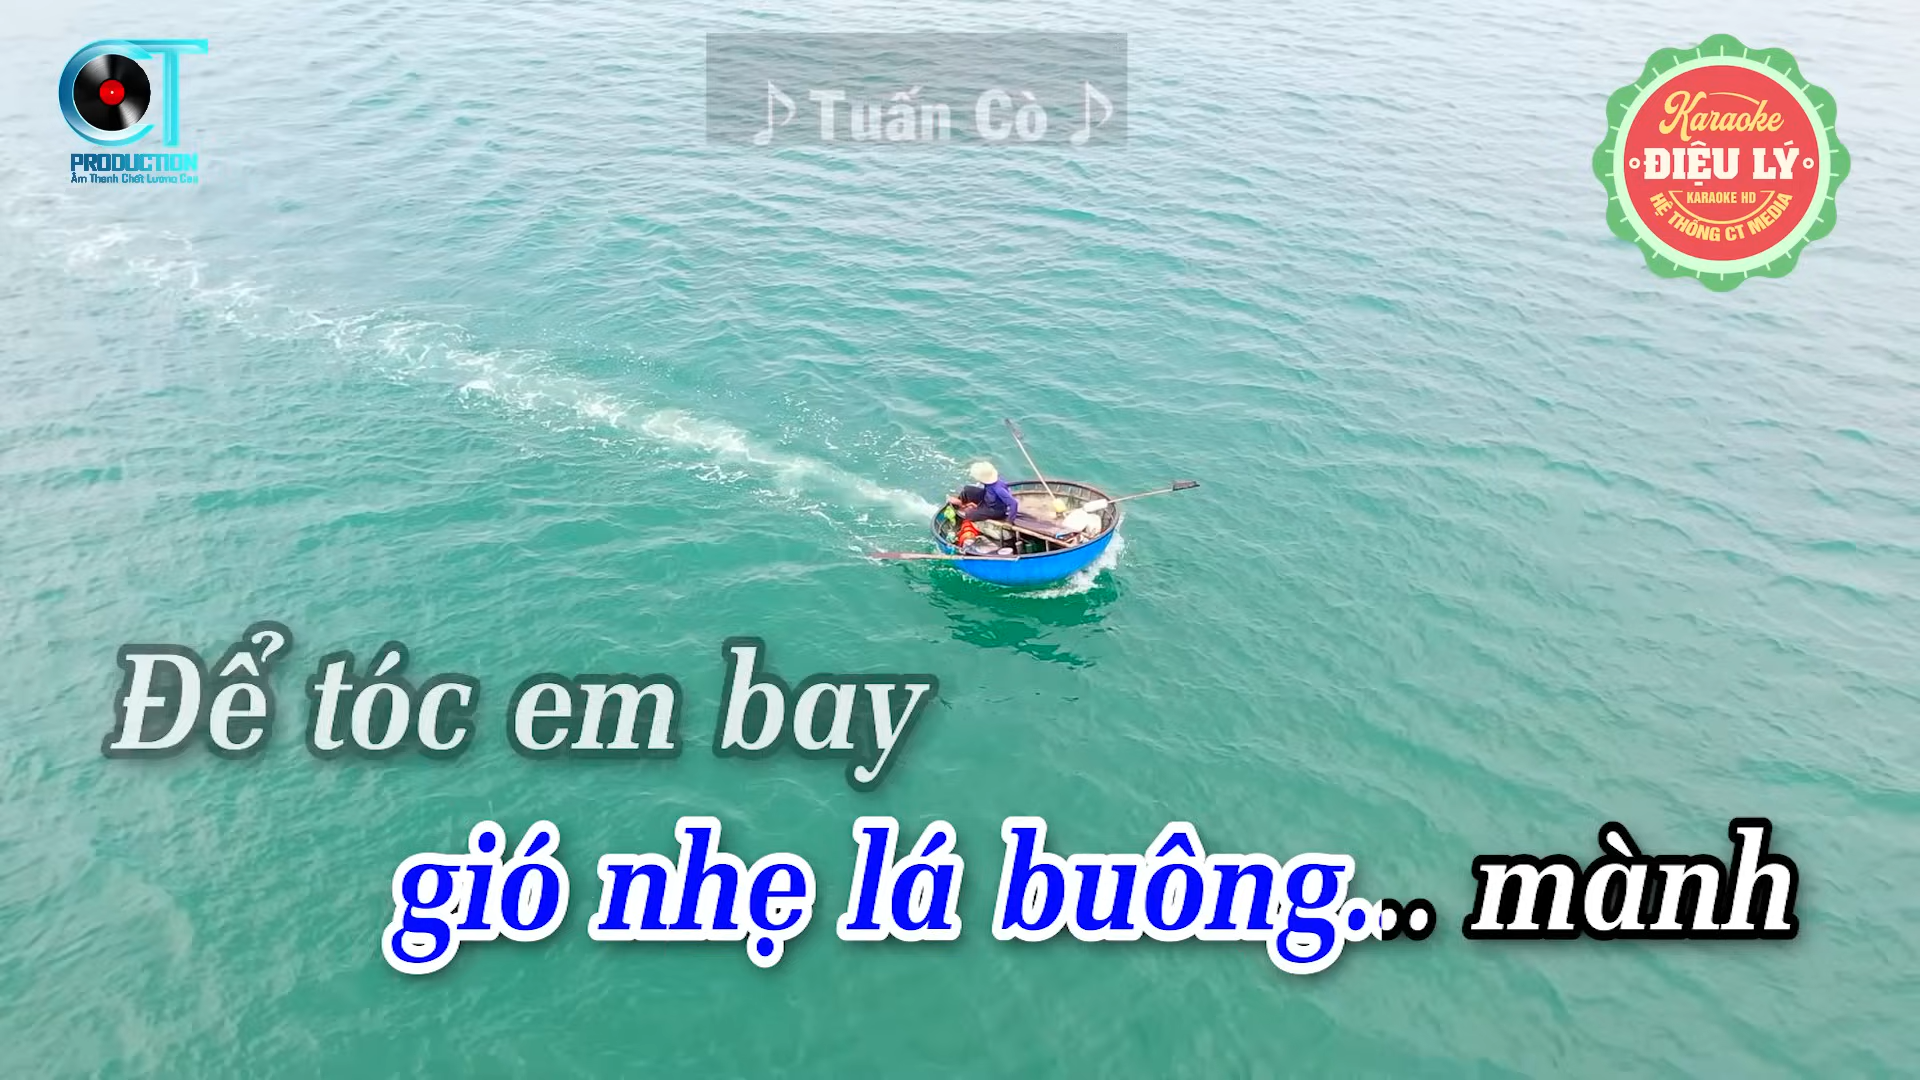 CT
PRODUCTION
Âm Thanh Chất Lượng Cao
♪ Tuấn Cò ♪
Karaoke
ĐIỆU LÝ
KARAOKE HD
HỆ THỐNG CT MEDIA
Để tóc em bay
gió nhẹ lá buông... mành